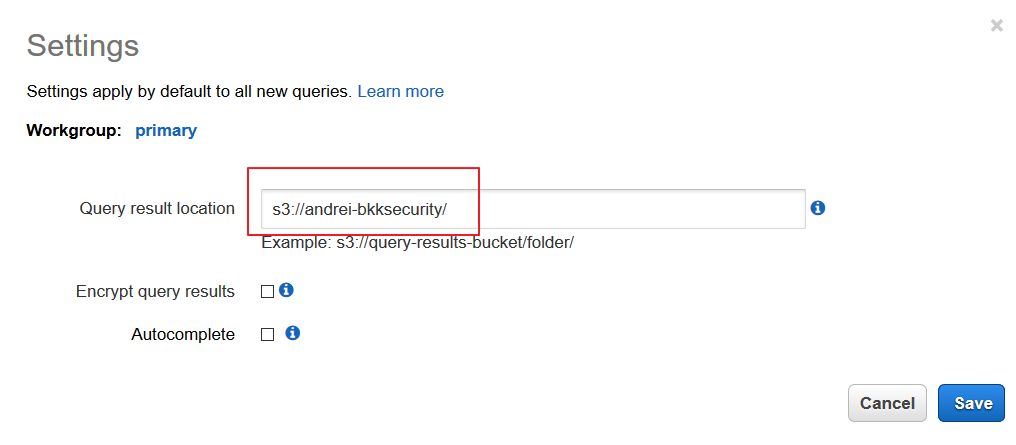 ×
Settings
Settings apply by default to all new queries. Learn more
Workgroup: primary
Query result location s3://andrei-bkksecurity/
Example: s3://query-results-bucket/folder/
Encrypt query results
Autocomplete
Cancel Save